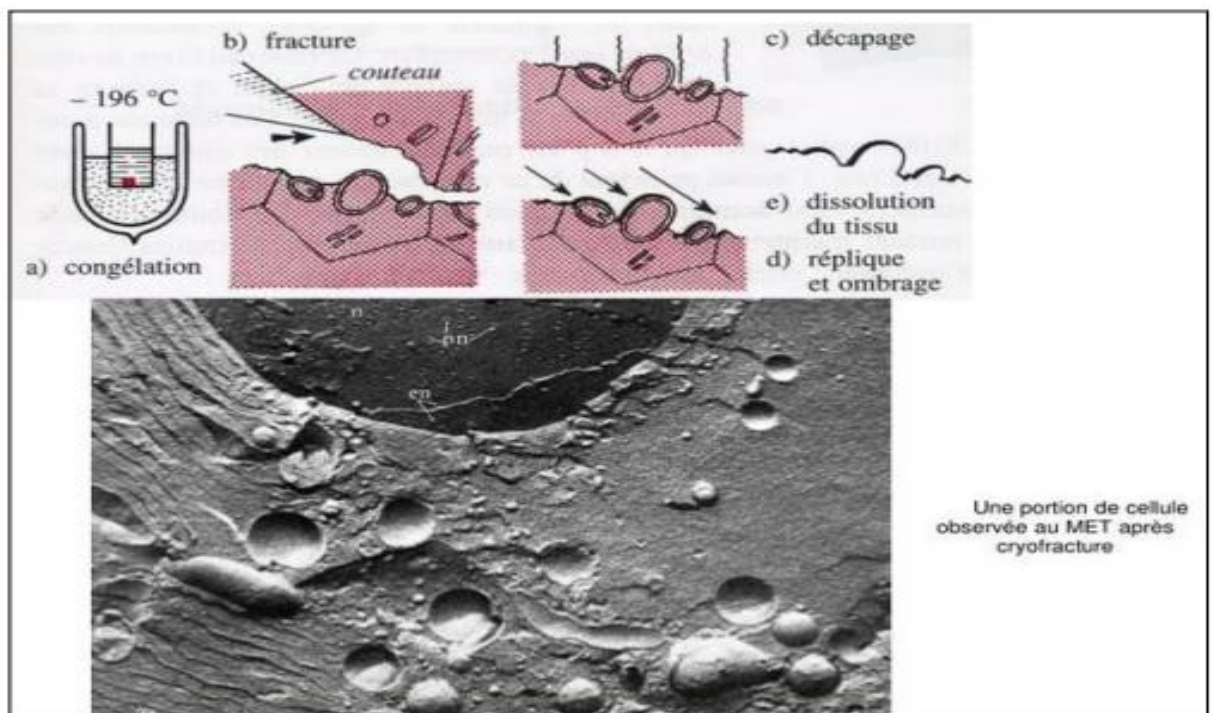 b) fracture
couteau
– 196 °C
a) congélation
c) décapage
e) dissolution
du tissu
d) réplique
et ombrage
n
en
Une portion de cellule
observée au MET après
cryofracture